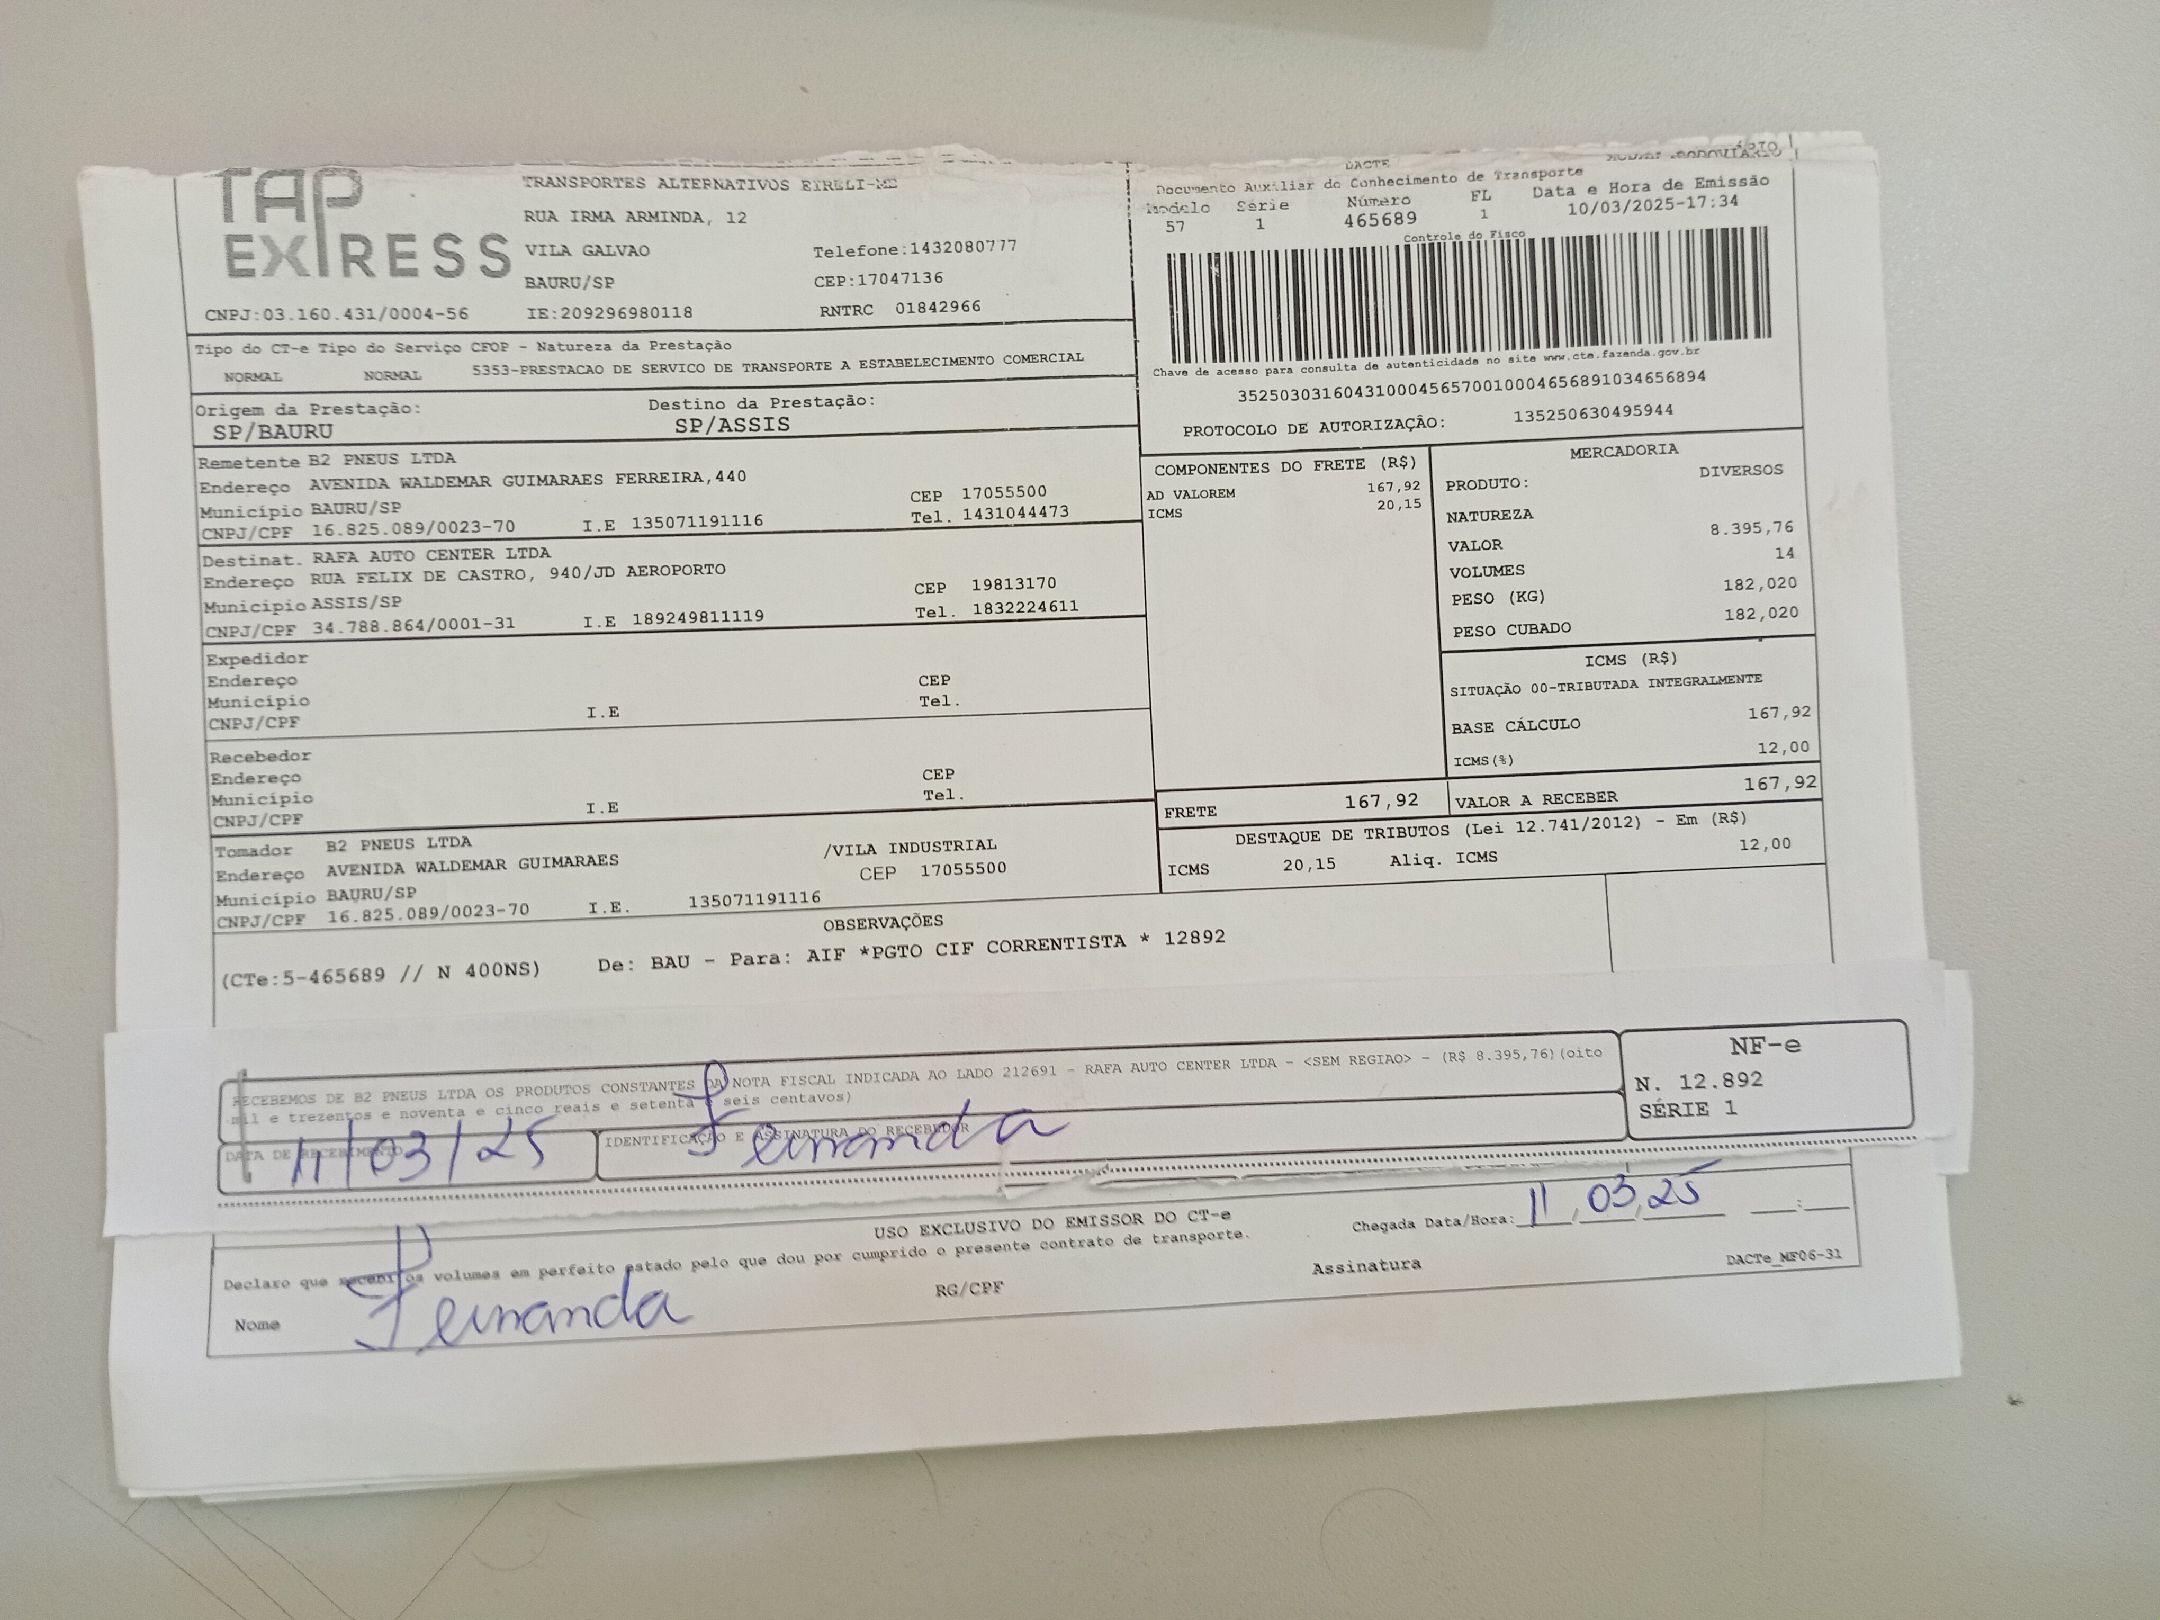 TAP
EXPRESS
TRANSPORTES ALTERNATIVOS EIRELI-ME
RUA IRMA ARMINDA, 12
VILA GALVAO Telefone:1432080777
BAURU/SP CEP:17047136
CNPJ:03.160.431/0004-56 IE:209296980118 RNTRC 01842966
DACTE
Documento Auxiliar do Conhecimento de Transporte
Modelo Série Número FL Data e Hora de Emissão
57 1 465689 1 10/03/2025-17:34
Controle do Fisco
Chave de acesso para consulta de autenticidade no site www.cte.fazenda.gov.br
35250303160431000456570010004656891034656894
PROTOCOLO DE AUTORIZAÇÃO: 135250630495944
Tipo do CT-e Tipo do Serviço CFOP - Natureza da Prestação
NORMAL NORMAL 5353-PRESTACAO DE SERVICO DE TRANSPORTE A ESTABELECIMENTO COMERCIAL
Origem da Prestação: Destino da Prestação:
SP/BAURU SP/ASSIS
Remetente B2 PNEUS LTDA
Endereço AVENIDA WALDEMAR GUIMARAES FERREIRA,440
Município BAURU/SP CEP 17055500
CNPJ/CPF 16.825.089/0023-70 I.E 135071191116 Tel. 1431044473
Destinat. RAFA AUTO CENTER LTDA
Endereço RUA FELIX DE CASTRO, 940/JD AEROPORTO
Município ASSIS/SP CEP 19813170
CNPJ/CPF 34.788.864/0001-31 I.E 189249811119 Tel. 1832224611
Expedidor
Endereço CEP
Município Tel.
CNPJ/CPF I.E
Recebedor
Endereço CEP
Município Tel.
CNPJ/CPF I.E
Tomador B2 PNEUS LTDA
Endereço AVENIDA WALDEMAR GUIMARAES /VILA INDUSTRIAL
Município BAURU/SP CEP 17055500
CNPJ/CPF 16.825.089/0023-70 I.E. 135071191116
COMPONENTES DO FRETE (R$)
AD VALOREM 167,92
ICMS 20,15
MERCADORIA
PRODUTO: DIVERSOS
NATUREZA
VALOR 8.395,76
VOLUMES 14
PESO (KG) 182,020
PESO CUBADO 182,020
ICMS (R$)
SITUAÇÃO 00-TRIBUTADA INTEGRALMENTE
BASE CÁLCULO 167,92
ICMS(%) 12,00
FRETE 167,92 VALOR A RECEBER 167,92
DESTAQUE DE TRIBUTOS (Lei 12.741/2012) - Em (R$)
ICMS 20,15 Aliq. ICMS 12,00
OBSERVAÇÕES
(CTe:5-465689 // N 400NS) De: BAU - Para: AIF *PGTO CIF CORRENTISTA * 12892
RECEBEMOS DE B2 PNEUS LTDA OS PRODUTOS CONSTANTES DA NOTA FISCAL INDICADA AO LADO 212691 - RAFA AUTO CENTER LTDA - <SEM REGIAO> - (R$ 8.395,76)(oito
mil e trezentos e noventa e cinco reais e setenta e seis centavos)
NF-e
N. 12.892
SÉRIE 1
DATA DE RECEBIMENTO IDENTIFICAÇÃO E ASSINATURA DO RECEBEDOR
11/03/25 Fernanda
USO EXCLUSIVO DO EMISSOR DO CT-e
Chegada Data/Hora: 11 03 25 :
Declaro que recebi os volumes em perfeito estado pelo que dou por cumprido o presente contrato de transporte.
Nome Fernanda RG/CPF Assinatura
DACTe_MF06-31